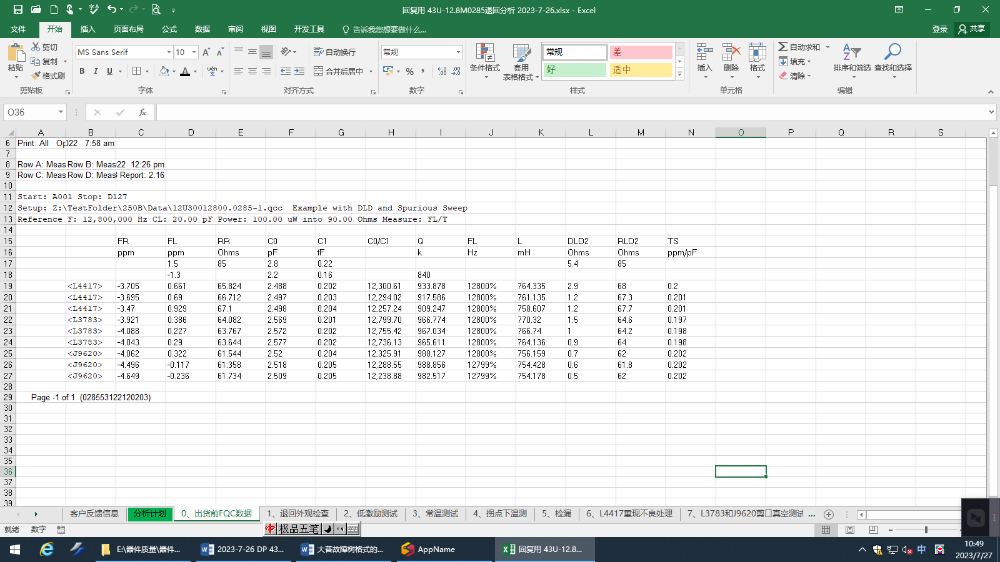 回复用 43U-12.8M0285退回分析 2023-7-26.xlsx - Excel
文件 开始 插入 页面布局 公式 数据 审阅 视图 开发工具 告诉我您想要做什么... 登录 共享
粘贴 剪切 复制 格式刷 剪贴板
MS Sans Serif 10 B I U A wén 文 字体
自动换行 合并后居中 对齐方式
常规 % 数字
条件格式 套用 表格格式 常规 差 好 适中 样式
插入 删除 格式 单元格
自动求和 填充 清除 排序和筛选 查找和选择 编辑
O36 fx
A B C D E F G H I J K L M N O P Q R S
6 Print: All Op 022 7:58 am
7
8 Row A: Meas Row B: Meas 22 12:26 pm
9 Row C: Meas Row D: Meas Report: 2.16
10
11 Start: A001 Stop: D127
12 Setup: Z:\TestFolder\250B\Data\12U30012800.0285-1.qcc Example with DLD and Spurious Sweep
13 Reference F: 12,800,000 Hz CL: 20.00 pF Power: 100.00 uW into 90.00 Ohms Measure: FL/T
14
15 FR FL RR C0 C1 C0/C1 Q FL L DLD2 RLD2 TS
16 ppm ppm Ohms pF fF k Hz mH Ohms Ohms ppm/pF
17 1.5 85 2.8 0.22 5.4 85
18 -1.3 2.2 0.16 840
19 <L4417> -3.705 0.661 65.824 2.488 0.202 12,300.61 933.878 12800% 764.335 2.9 68 0.2
20 <L4417> -3.695 0.69 66.712 2.497 0.203 12,294.02 917.586 12800% 761.135 1.2 67.3 0.201
21 <L4417> -3.47 0.929 67.1 2.498 0.204 12,257.24 909.247 12800% 758.607 1.2 67.7 0.201
22 <L3783> -3.921 0.386 64.082 2.569 0.201 12,799.70 966.774 12800% 770.32 1.5 64.6 0.197
23 <L3783> -4.088 0.227 63.767 2.572 0.202 12,755.42 967.034 12800% 766.74 1 64.2 0.198
24 <L3783> -4.043 0.29 63.644 2.577 0.202 12,736.13 965.611 12800% 764.136 0.9 64 0.198
25 <J9620> -4.062 0.322 61.544 2.52 0.204 12,325.91 988.127 12800% 756.159 0.7 62 0.202
26 <J9620> -4.496 -0.117 61.358 2.518 0.205 12,288.55 988.856 12799% 754.428 0.6 61.8 0.202
27 <J9620> -4.649 -0.236 61.734 2.509 0.205 12,238.88 982.517 12799% 754.178 0.5 62 0.202
28
29 Page -1 of 1 (028553122120203)
30
31
32
33
34
35
36
37
38
39
客户反馈信息 分析计划 0、出货前FQC数据 1、退回外观检查 2、低激励测试 3、常温测试 4、拐点下温测 5、检漏 6、L4417重现不良处理 7、L3783和J9620剪口真空测试 ...
就绪 数字
中 极品五笔
E:\器件质量\器件... 2023-7-26 DP 43... 大普故障树格式的... AppName 回复用 43U-12.8...
中 10:49
2023/7/27